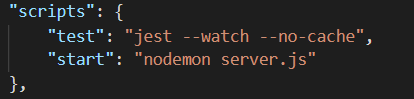 "scripts": {
"test": "jest --watch --no-cache",
"start": "nodemon server.js"
},